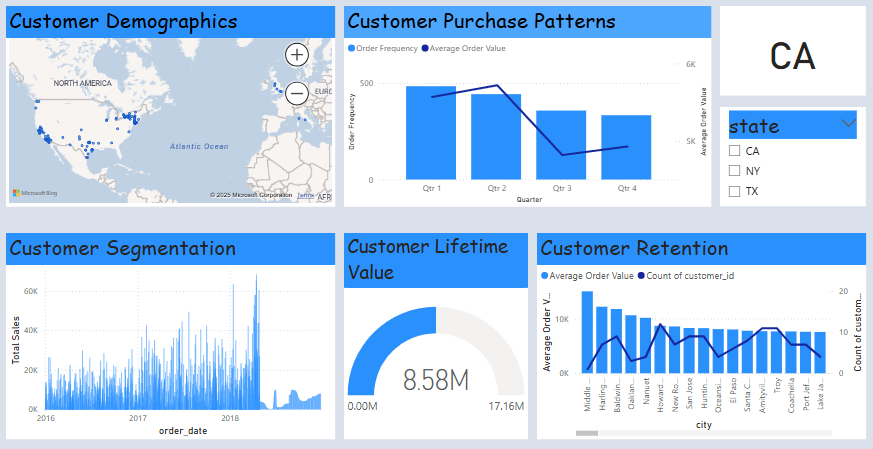 Customer Demographics
NORTH AMERICA
EURO
Atlantic Ocean
AFRI
Microsoft Bing
© 2025 Microsoft Corporation Terms
Customer Purchase Patterns
Order Frequency Average Order Value
Order Frequency
500
0
6K
5K
Average Order Value
Qtr 1 Qtr 2 Qtr 3 Qtr 4
Quarter
CA
state
CA
NY
TX
Customer Segmentation
Total Sales
60K
40K
20K
0K
2016 2017 2018
order_date
Customer Lifetime
Value
8.58M
0.00M 17.16M
Customer Retention
Average Order Value Count of customer_id
Average Order V...
10K
0K
20
10
0
Count of custom...
Middle ...
Harling...
Baldwin...
Oaklan...
Nanuet
Howard...
New Ro...
San Jose
Huntin...
Oceansi...
El Paso
Santa C...
Amityvil...
Troy
Coachella
Port Jef...
Lake Ja...
city